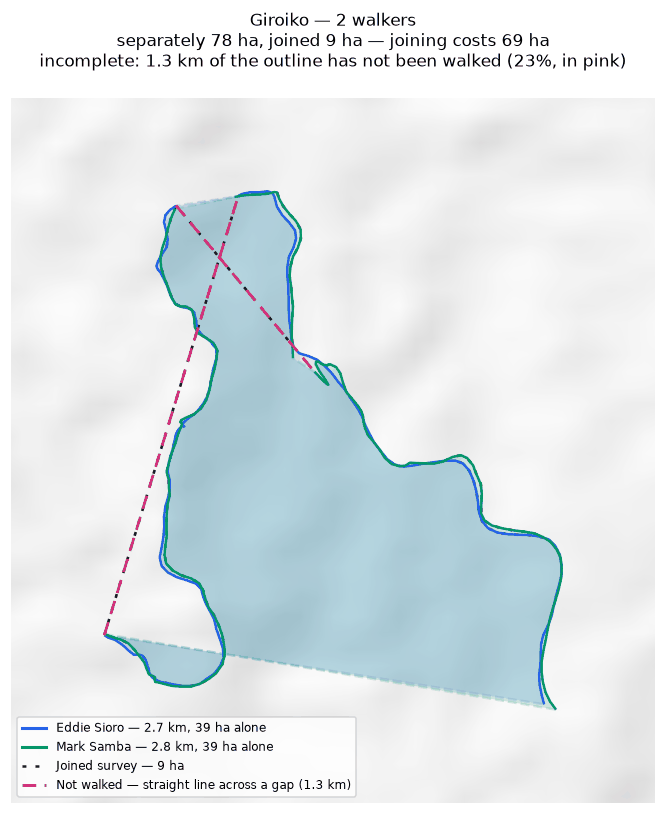 Giroiko — 2 walkers
separately 78 ha, joined 9 ha — joining costs 69 ha
incomplete: 1.3 km of the outline has not been walked (23%, in pink)
Eddie Sioro — 2.7 km, 39 ha alone
Mark Samba — 2.8 km, 39 ha alone
Joined survey — 9 ha
Not walked — straight line across a gap (1.3 km)